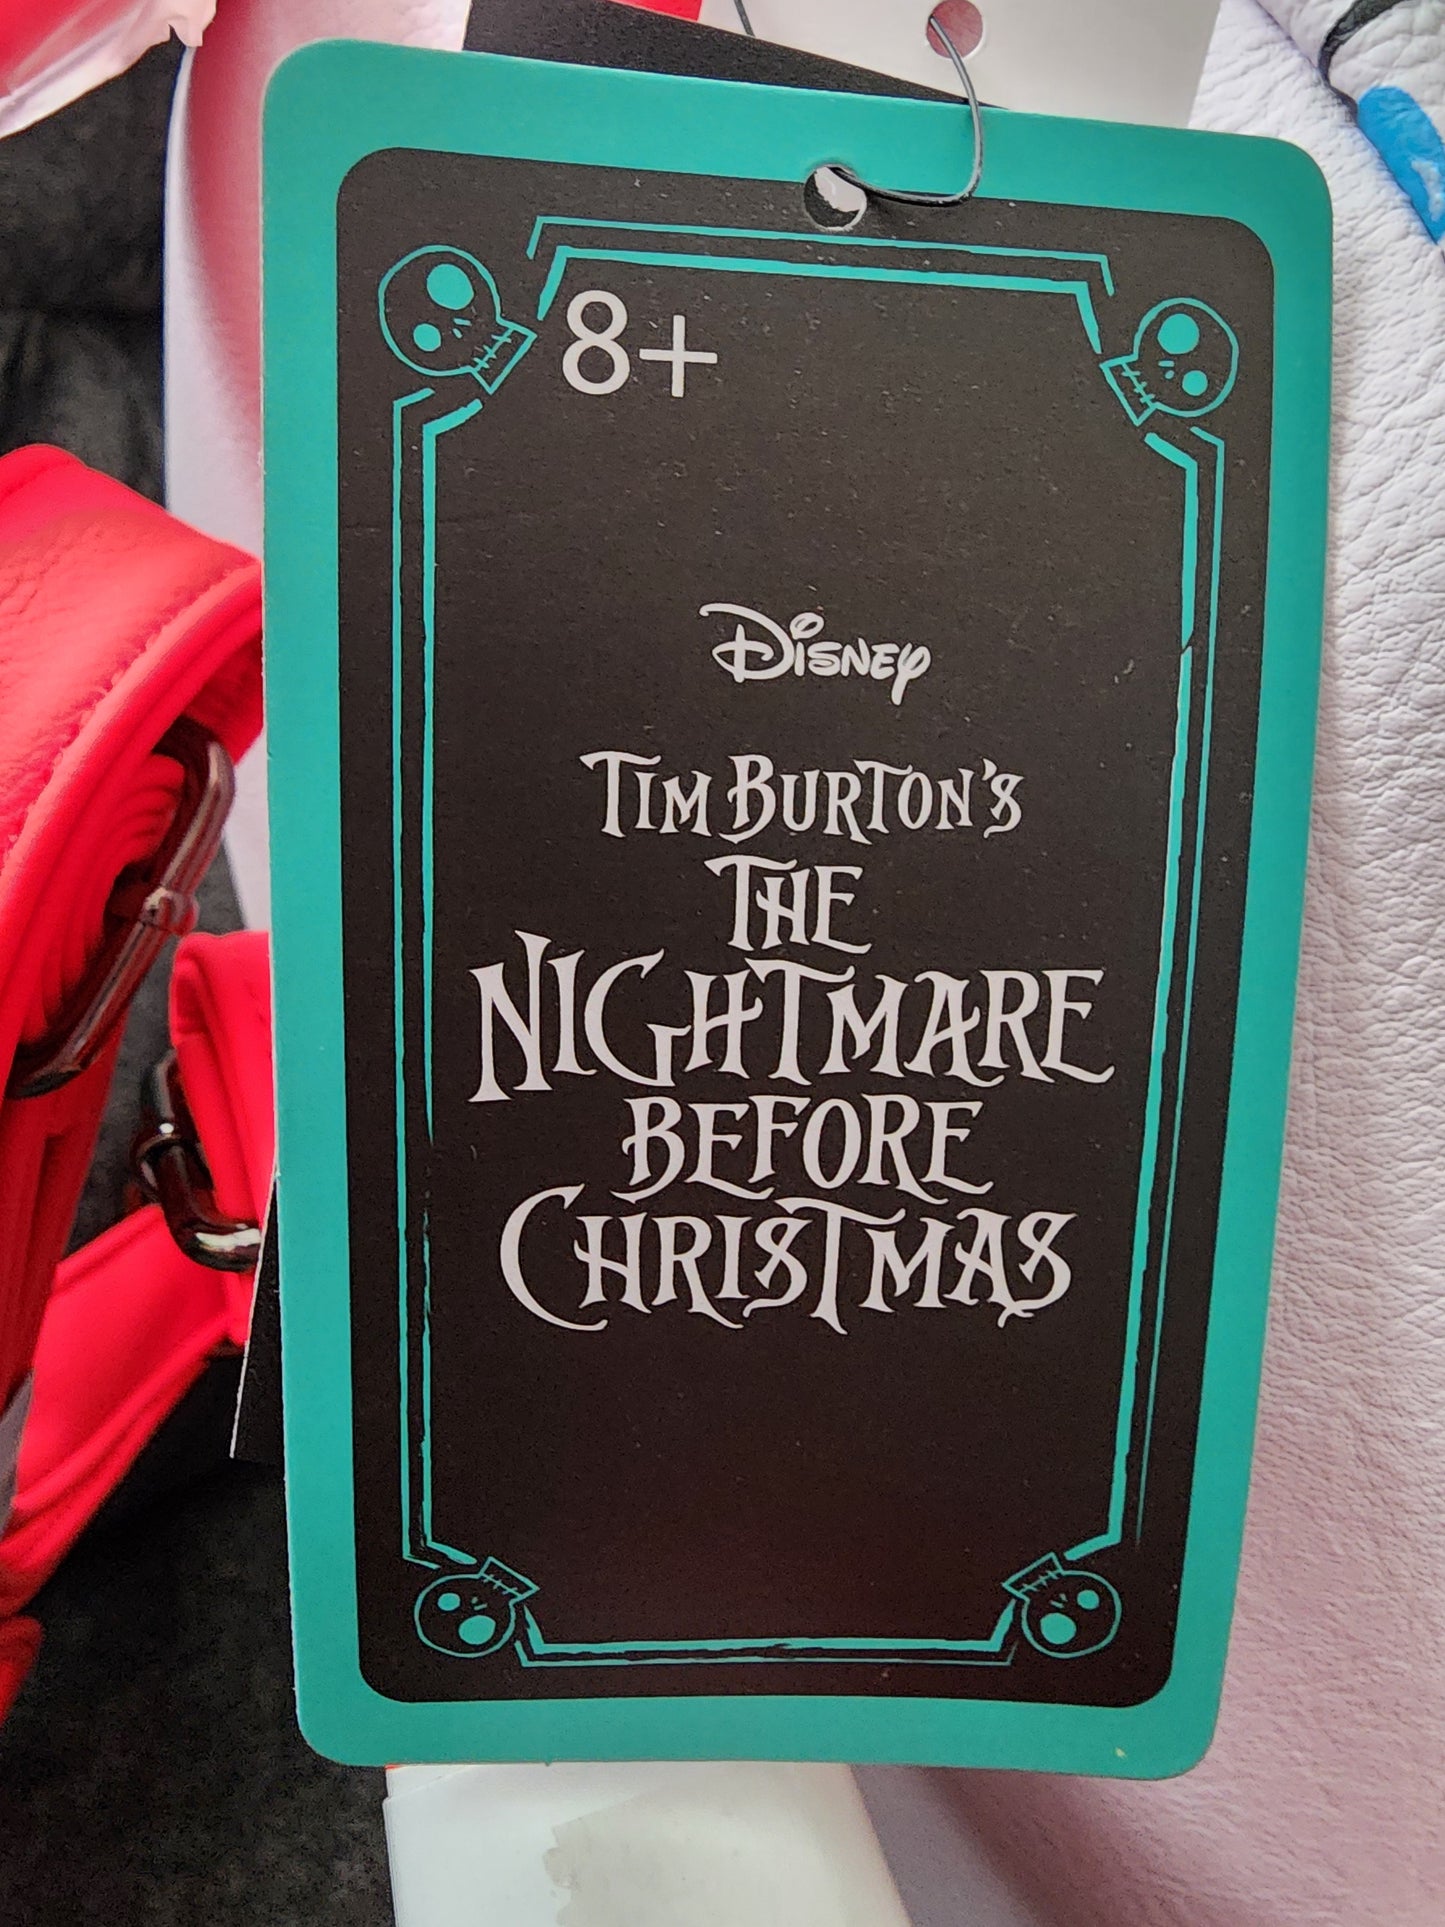 8+
Disney
TIM BURTON'S
THE
NIGHTMARE
BEFORE
CHRISTMAS